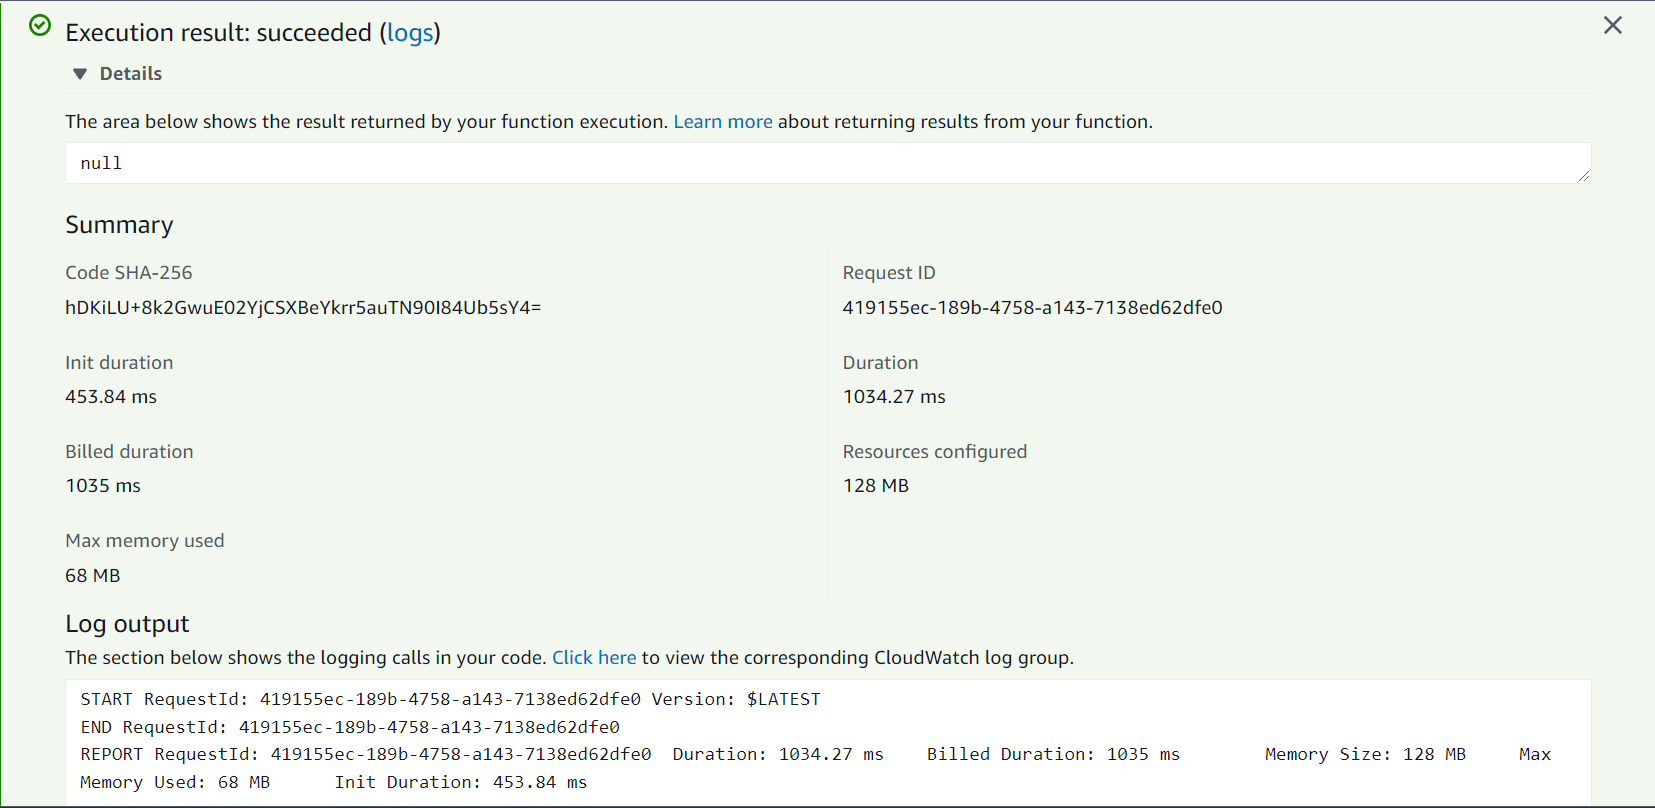 Execution result: succeeded (logs)
Details
The area below shows the result returned by your function execution. Learn more about returning results from your function.
null
Summary
Code SHA-256
hDKiLU+8k2GwuE02YjCSXBeYkrr5auTN90I84Ub5sY4=
Request ID
419155ec-189b-4758-a143-7138ed62dfe0
Init duration
453.84 ms
Duration
1034.27 ms
Billed duration
1035 ms
Resources configured
128 MB
Max memory used
68 MB
Log output
The section below shows the logging calls in your code. Click here to view the corresponding CloudWatch log group.
START RequestId: 419155ec-189b-4758-a143-7138ed62dfe0 Version: $LATEST
END RequestId: 419155ec-189b-4758-a143-7138ed62dfe0
REPORT RequestId: 419155ec-189b-4758-a143-7138ed62dfe0  Duration: 1034.27 ms    Billed Duration: 1035 ms        Memory Size: 128 MB     Max
Memory Used: 68 MB      Init Duration: 453.84 ms